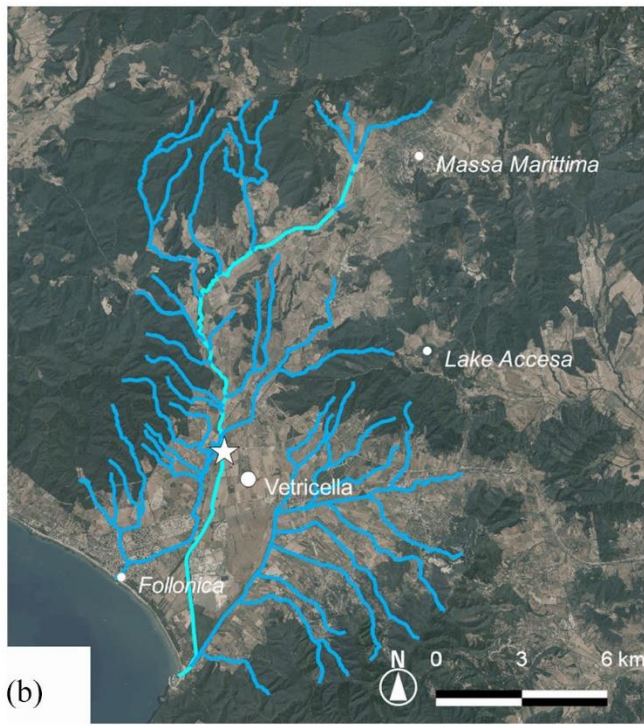 Massa Marittima
Lake Accesa
Vetricella
Follonica
N
0 3 6 km
(b)